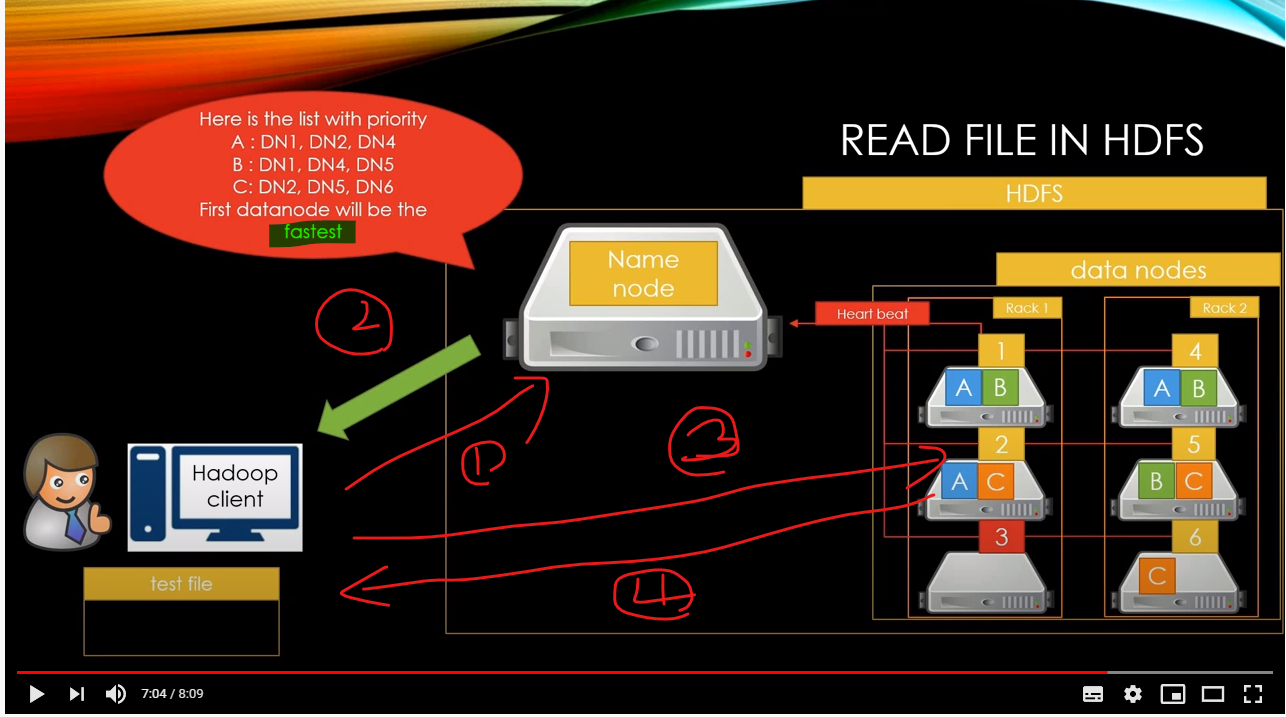 Here is the list with priority
A : DN1, DN2, DN4
B : DN1, DN4, DN5
C: DN2, DN5, DN6
First datanode will be the
fastest
READ FILE IN HDFS
HDFS
Name
node
data nodes
Heart beat
Rack 1
Rack 2
1
4
A B
A B
2
5
A C
B C
3
6
C
2
1
3
4
Hadoop
client
test file
7:04 / 8:09